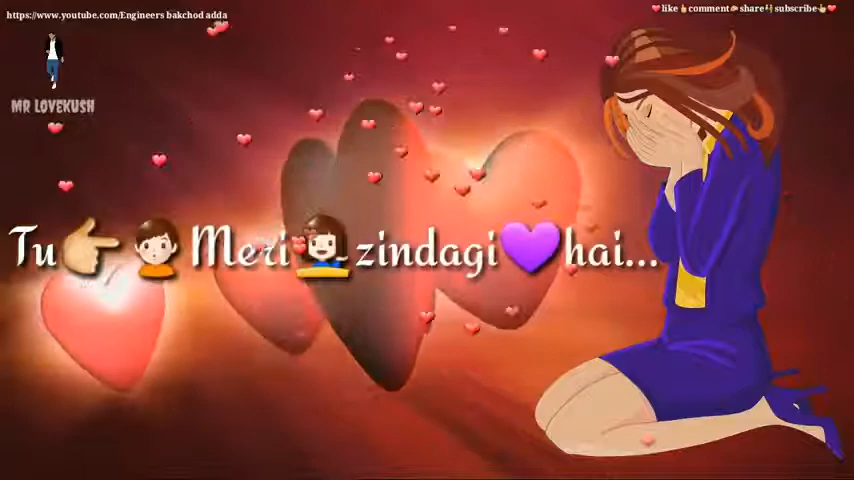 https://www.youtube.com/Engineers bakchod adda
❤️like👍comment💬share👥subscribe👆❤️
MR LOVEKUSH
Tu👉👦Meri💁zindagi💜hai...